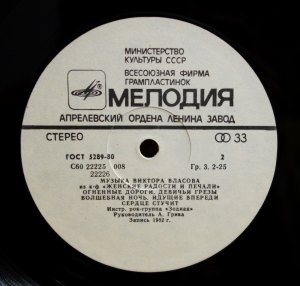 МИНИСТЕРСТВО
КУЛЬТУРЫ СССР
ВСЕСОЮЗНАЯ ФИРМА
ГРАМПЛАСТИНОК
МЕЛОДИЯ
АПРЕЛЕВСКИЙ ОРДЕНА ЛЕНИНА ЗАВОД
СТЕРЕО 33
ГОСТ 5289-80 2
С60 22225 008 Гр. 3. 2-25
22226
МУЗЫКА ВИКТОРА ВЛАСОВА
из к-ф «ЖЕНСКИЕ РАДОСТИ И ПЕЧАЛИ»
ОГНЕННЫЕ ДОРОГИ. ДЕВИЧЬИ ГРЕЗЫ
ВОЛШЕБНАЯ НОЧЬ. ИДУЩИЕ ВПЕРЕДИ
СЕРДЦЕ СТУЧИТ
Инстр. рок-группа «Зодиак»
Руководитель А. Грива
Запись 1982 г.